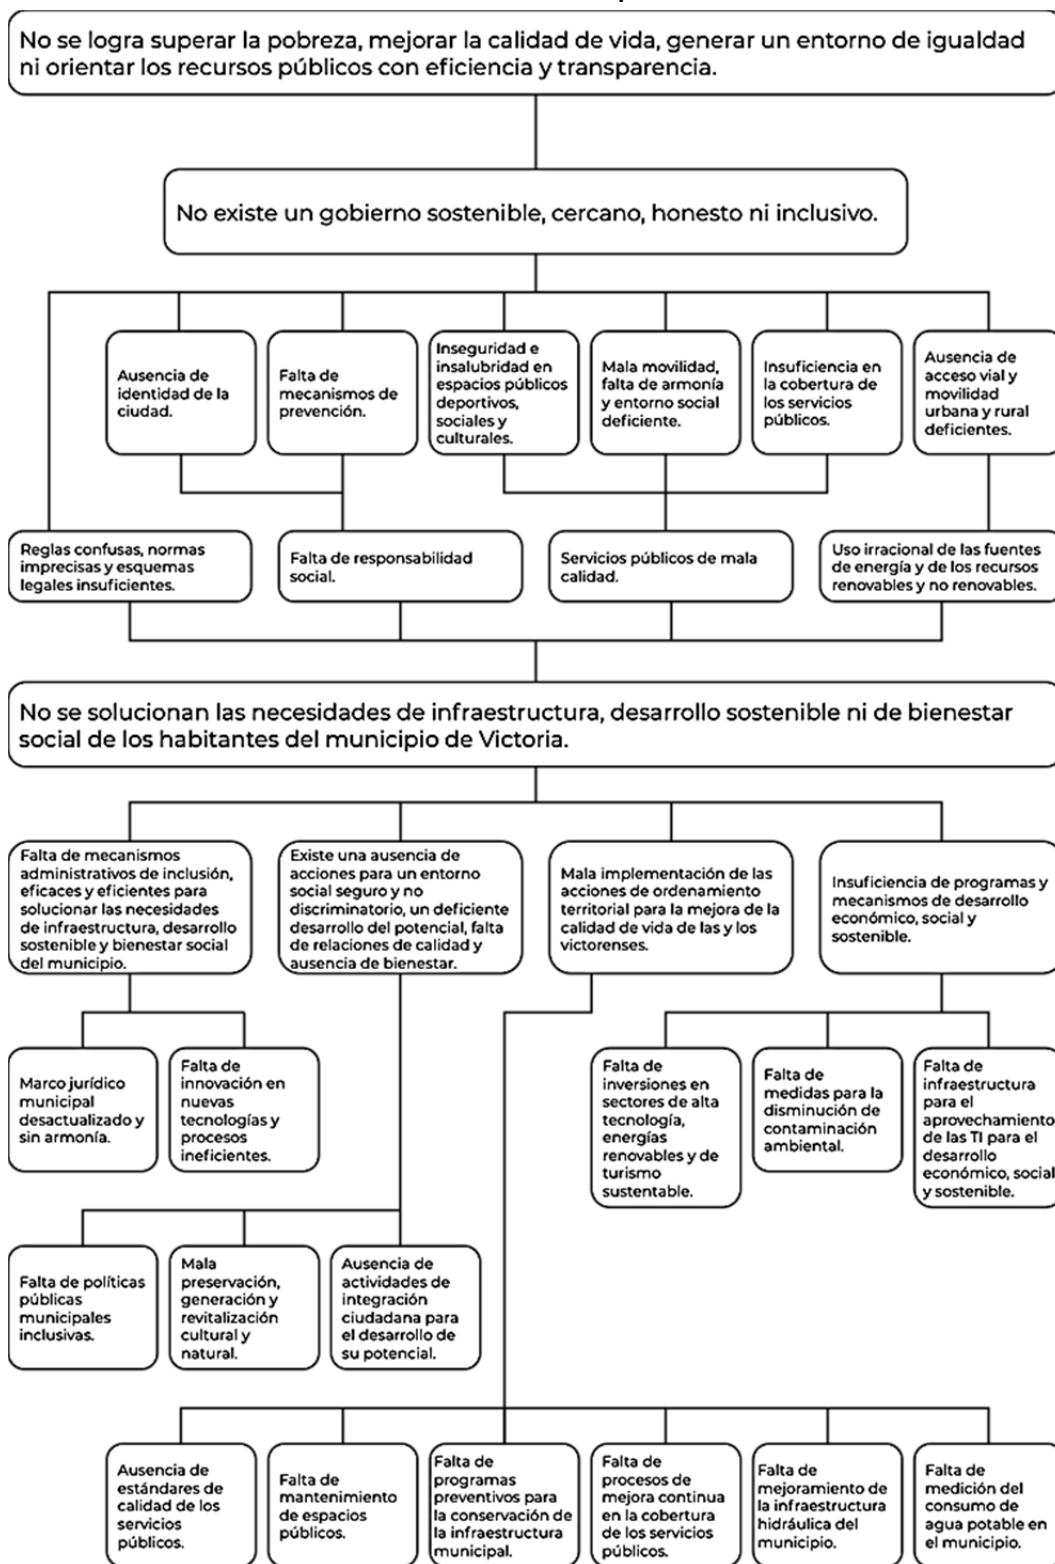 No se logra superar la pobreza, mejorar la calidad de vida, generar un entorno de igualdad
ni orientar los recursos públicos con eficiencia y transparencia.
No existe un gobierno sostenible, cercano, honesto ni inclusivo.
Ausencia de
identidad de la
ciudad.
Falta de
mecanismos de
prevención.
Inseguridad e
insalubridad en
espacios públicos
deportivos,
sociales y
culturales.
Mala movilidad,
falta de armonía
y entorno social
deficiente.
Insuficiencia en
la cobertura de
los servicios
públicos.
Ausencia de
acceso vial y
movilidad
urbana y rural
deficientes.
Reglas confusas, normas
imprecisas y esquemas
legales insuficientes.
Falta de responsabilidad
social.
Servicios públicos de mala
calidad.
Uso irracional de las fuentes
de energía y de los recursos
renovables y no renovables.
No se solucionan las necesidades de infraestructura, desarrollo sostenible ni de bienestar
social de los habitantes del municipio de Victoria.
Falta de mecanismos
administrativos de inclusión,
eficaces y eficientes para
solucionar las necesidades
de infraestructura, desarrollo
sostenible y bienestar social
del municipio.
Existe una ausencia de
acciones para un entorno
social seguro y no
discriminatorio, un deficiente
desarrollo del potencial, falta
de relaciones de calidad y
ausencia de bienestar.
Mala implementación de las
acciones de ordenamiento
territorial para la mejora de la
calidad de vida de las y los
victorenses.
Insuficiencia de programas y
mecanismos de desarrollo
económico, social y
sostenible.
Marco jurídico
municipal
desactualizado y
sin armonía.
Falta de
innovación en
nuevas
tecnologías y
procesos
ineficientes.
Falta de
inversiones en
sectores de alta
tecnología,
energías
renovables y de
turismo
sustentable.
Falta de
medidas para la
disminución de
contaminación
ambiental.
Falta de
infraestructura
para el
aprovechamiento
de las TI para el
desarrollo
económico, social
y sostenible.
Falta de políticas
públicas
municipales
inclusivas.
Mala
preservación,
generación y
revitalización
cultural y
natural.
Ausencia de
actividades de
integración
ciudadana para
el desarrollo de
su potencial.
Ausencia de
estándares de
calidad de los
servicios
públicos.
Falta de
mantenimiento
de espacios
públicos.
Falta de
programas
preventivos para
la conservación de
la infraestructura
municipal.
Falta de
procesos de
mejora continua
en la cobertura
de los servicios
públicos.
Falta de
mejoramiento de
la infraestructura
hidráulica del
municipio.
Falta de
medición del
consumo de
agua potable en
el municipio.